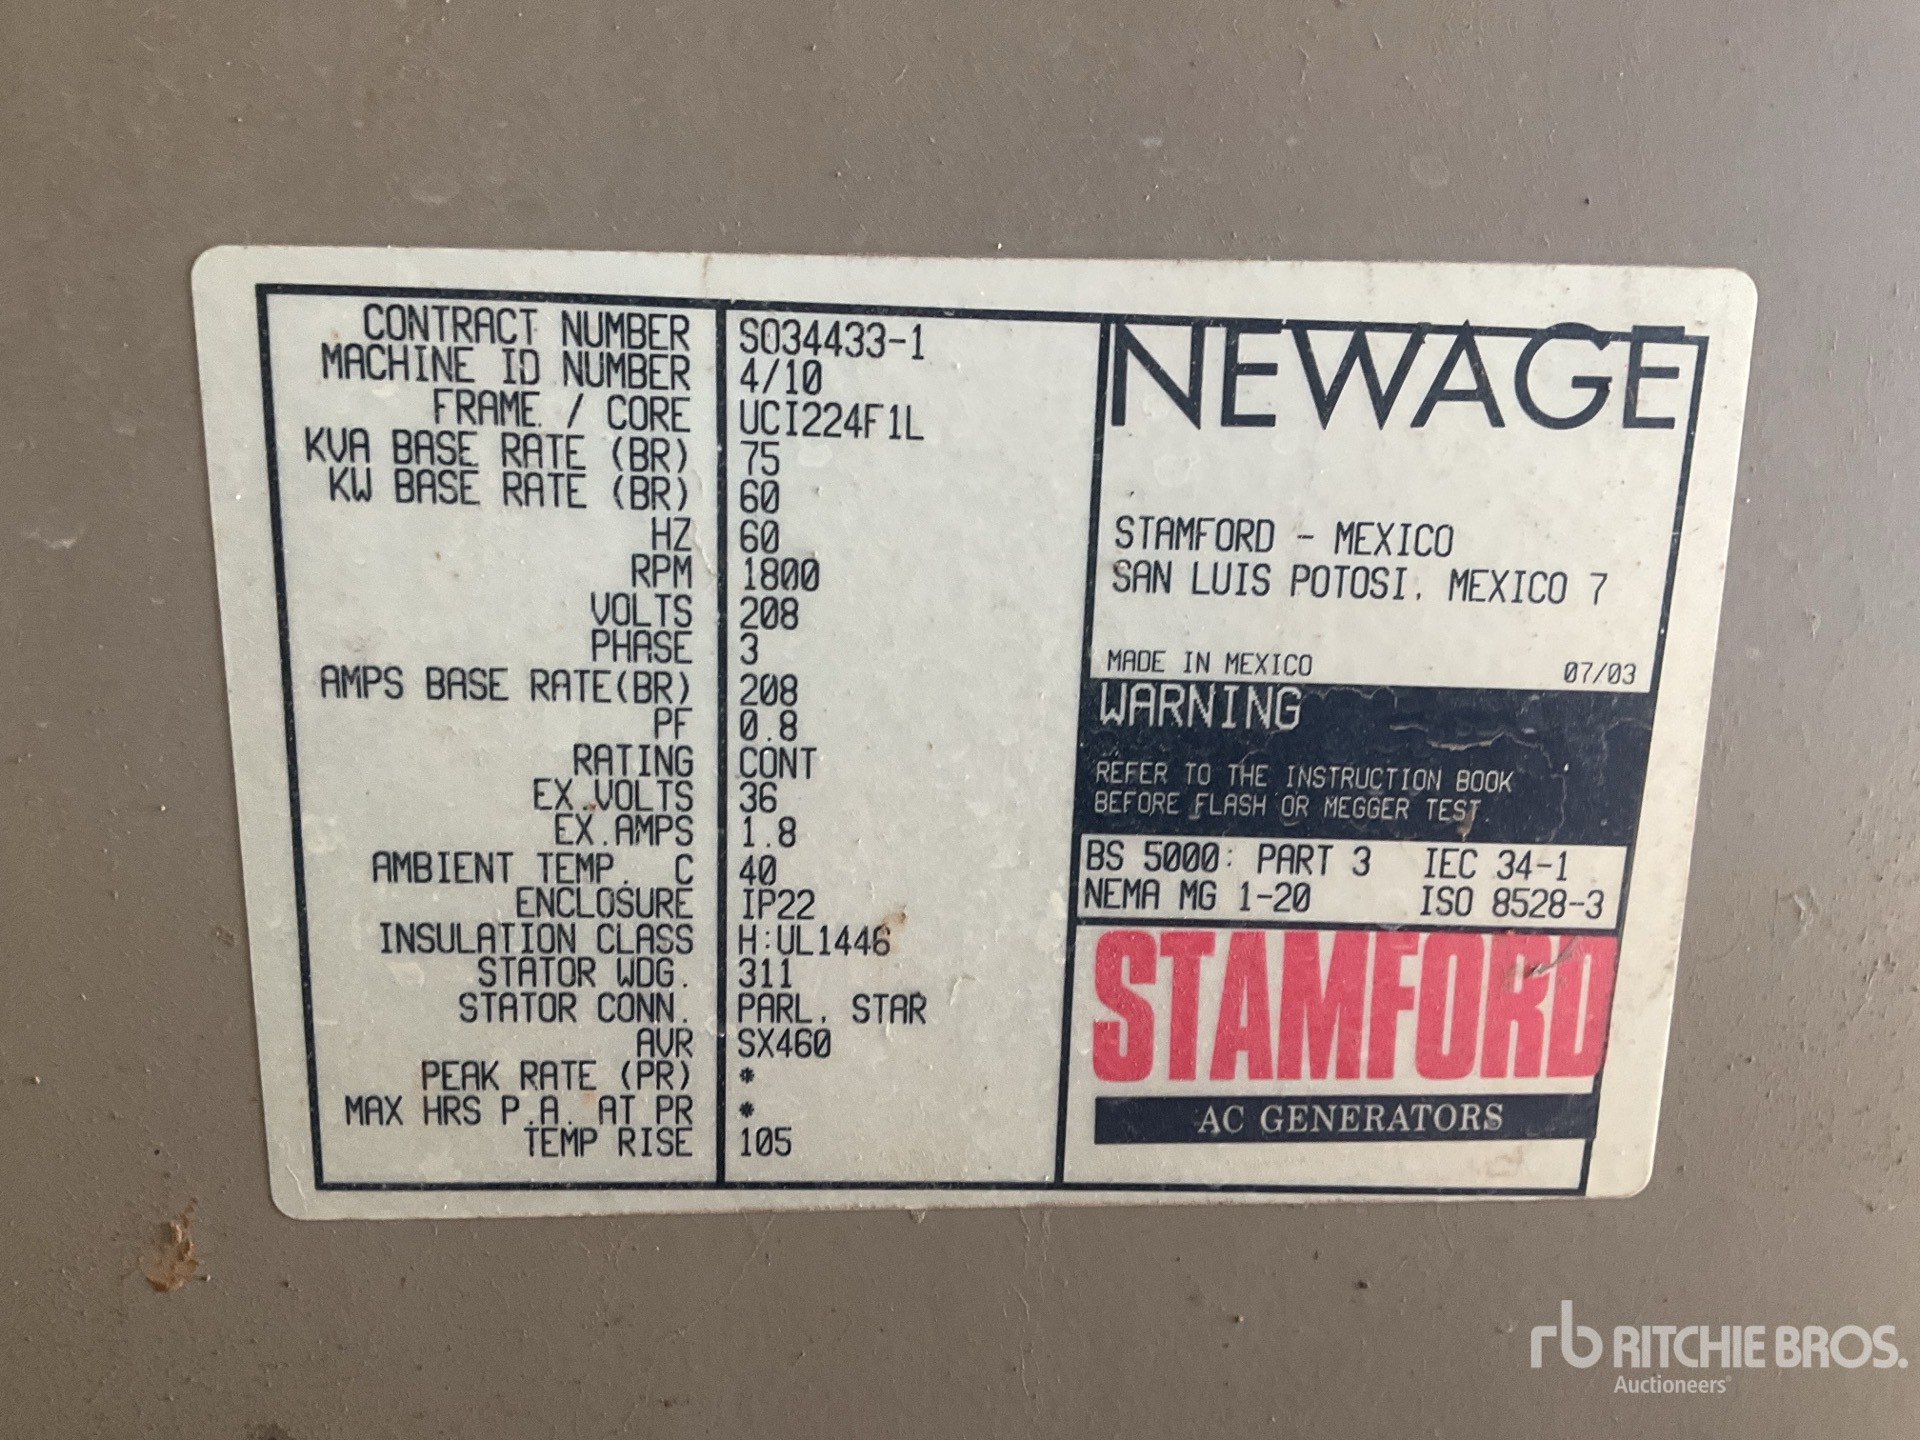 CONTRACT NUMBER S034433-1
MACHINE ID NUMBER 4/10
FRAME / CORE UCI224F1L
KVA BASE RATE (BR) 75
KW BASE RATE (BR) 60
HZ 60
RPM 1800
VOLTS 208
PHASE 3
AMPS BASE RATE(BR) 208
PF 0.8
RATING CONT
EX.VOLTS 36
EX.AMPS 1.8
AMBIENT TEMP. C 40
ENCLOSURE IP22
INSULATION CLASS H:UL1446
STATOR WDG. 311
STATOR CONN. PARL. STAR
AVR SX460
PEAK RATE (PR) *
MAX HRS P.A. AT PR *
TEMP RISE 105
NEWAGE
STAMFORD - MEXICO
SAN LUIS POTOSI, MEXICO 7
MADE IN MEXICO 07/03
WARNING
REFER TO THE INSTRUCTION BOOK
BEFORE FLASH OR MEGGER TEST.
BS 5000: PART 3 IEC 34-1
NEMA MG 1-20 ISO 8528-3
STAMFORD
AC GENERATORS
rb RITCHIE BROS.
Auctioneers